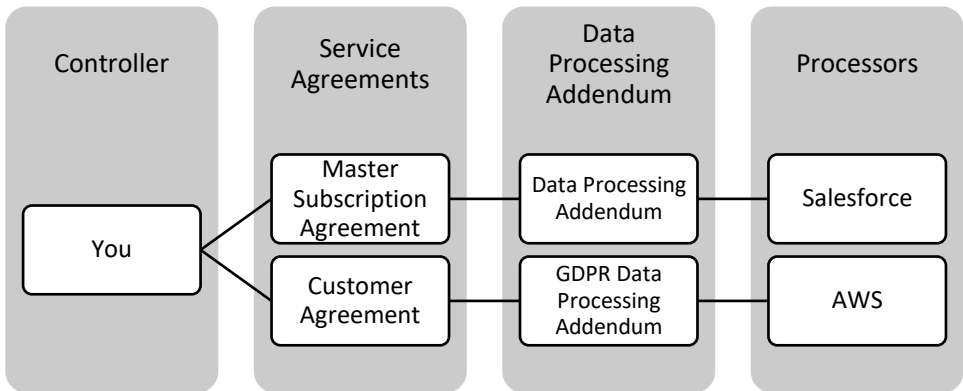 Controller
Service
Agreements
Data
Processing
Addendum
Processors
You
Master
Subscription
Agreement
Data Processing
Addendum
Salesforce
Customer
Agreement
GDPR Data
Processing
Addendum
AWS